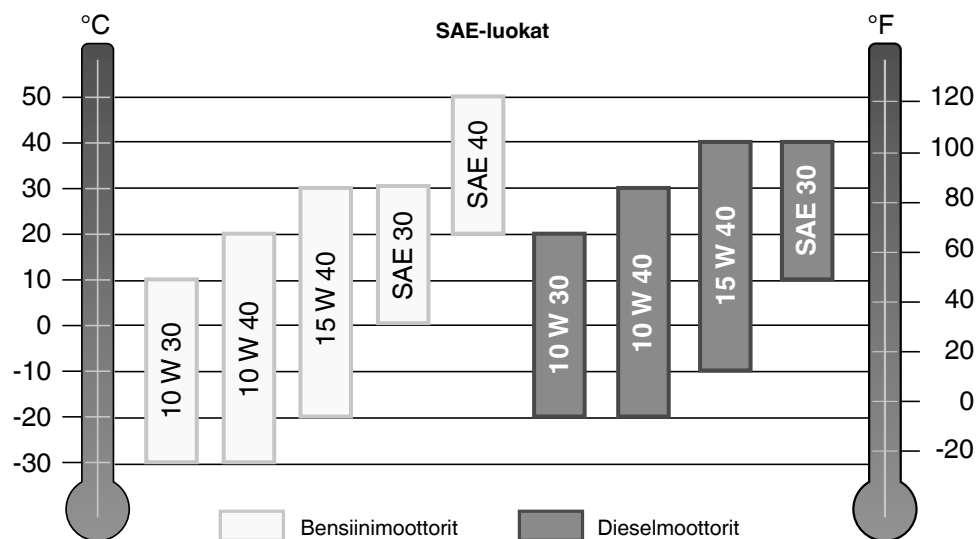 °C
SAE-luokat
°F
50
40
30
20
10
0
-10
-20
-30
10 W 30
10 W 40
15 W 40
SAE 30
SAE 40
10 W 30
10 W 40
15 W 40
SAE 30
120
100
80
60
40
20
0
-20
Bensiinimoottorit
Dieselmoottorit